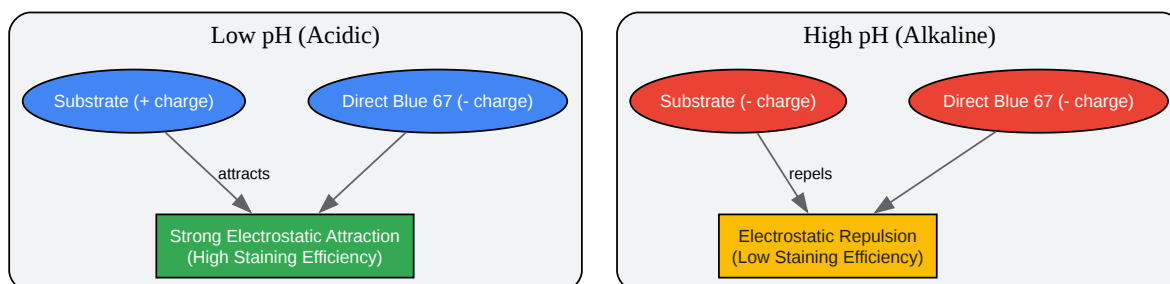 Low pH (Acidic)
Substrate (+ charge)
Direct Blue 67 (- charge)
attracts
Strong Electrostatic Attraction
(High Staining Efficiency)
High pH (Alkaline)
Substrate (- charge)
Direct Blue 67 (- charge)
repels
Electrostatic Repulsion
(Low Staining Efficiency)